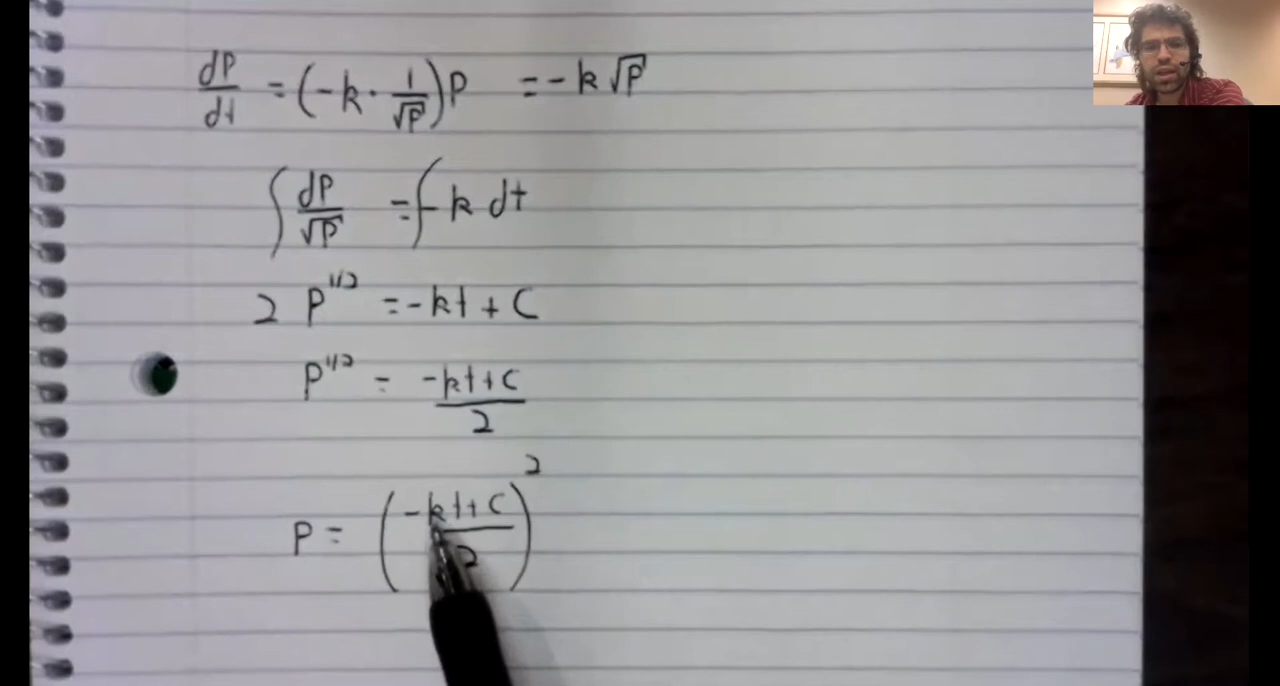 dP/dt = (-k · 1/√P)P = -k√P
∫ dP/√P = ∫-k dt
2 P^1/2 = -kt + C
P^1/2 = (-kt + C)/2
P = ((-kt + C)/2)^2